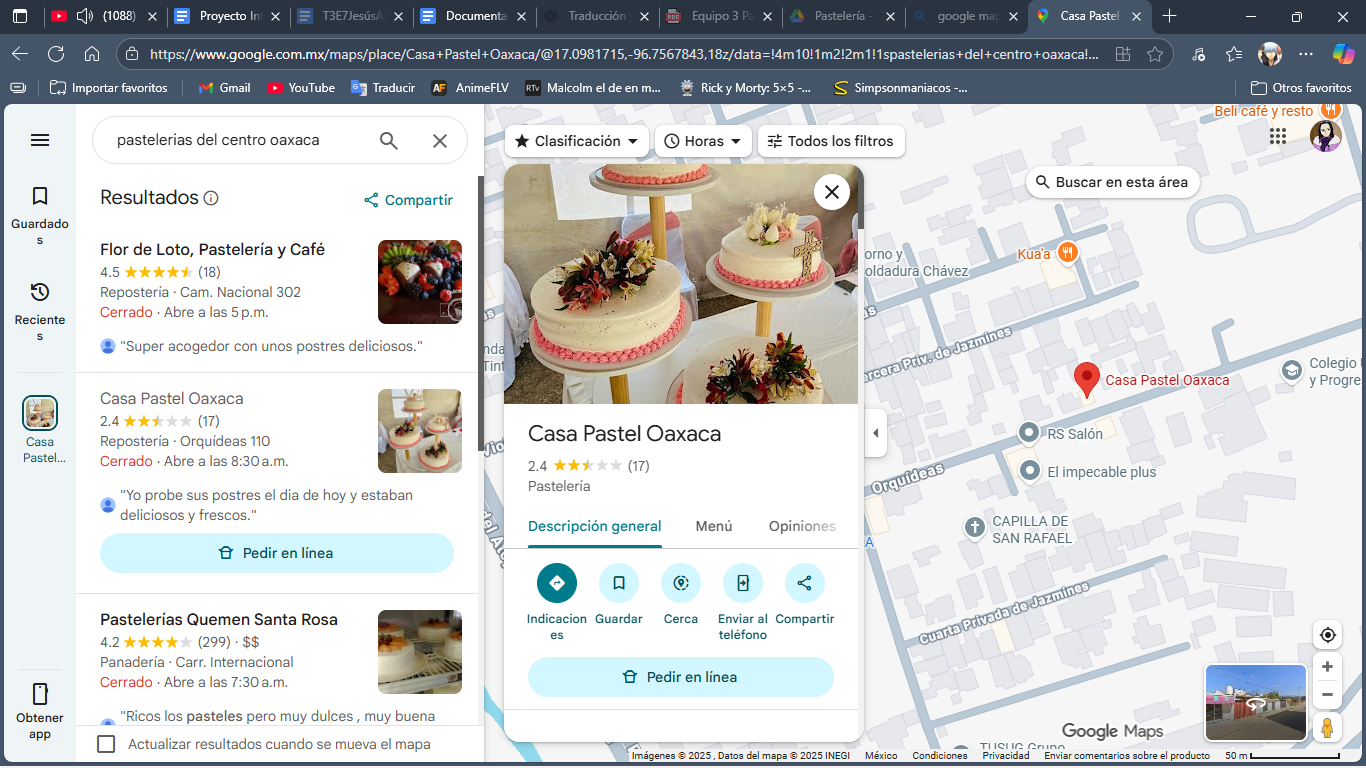 (1088)
Proyecto Int
T3E7JesúsA
Documenta
Traducción
Equipo 3 Pa
Pastelería -
google map
Casa Pastel
https://www.google.com.mx/maps/place/Casa+Pastel+Oaxaca/@17.0981715,-96.7567843,18z/data=!4m10!1m2!2m1!1spastelerias+del+centro+oaxaca!...
Importar favoritos
Gmail
YouTube
Traducir
AF AnimeFLV
RTv Malcolm el de en m...
Rick y Morty: 5×5 -...
Simpsonmaniacos -...
Otros favoritos
pastelerias del centro oaxaca
Guardados
Recientes
Casa Pastel...
Obtener app
Resultados
Compartir
Flor de Loto, Pastelería y Café
4.5 (18)
Repostería · Cam. Nacional 302
Cerrado · Abre a las 5 p.m.
"Super acogedor con unos postres deliciosos."
Casa Pastel Oaxaca
2.4 (17)
Repostería · Orquídeas 110
Cerrado · Abre a las 8:30 a.m.
"Yo probe sus postres el dia de hoy y estaban
deliciosos y frescos."
Pedir en línea
Pastelerías Quemen Santa Rosa
4.2 (299) · $$
Panadería · Carr. Internacional
Cerrado · Abre a las 7:30 a.m.
"Ricos los pasteles pero muy dulces , muy buena
Actualizar resultados cuando se mueva el mapa
Clasificación
Horas
Todos los filtros
Casa Pastel Oaxaca
2.4 (17)
Pastelería
Descripción general
Menú
Opiniones
Indicaciones
Guardar
Cerca
Enviar al teléfono
Compartir
Pedir en línea
Beli café y resto
Buscar en esta área
Kua'a
orno y
oldadura Chávez
ercera Priv. de Jazmines
Colegio
y Progre
Casa Pastel Oaxaca
RS Salón
El impecable plus
Orquídeas
CAPILLA DE
SAN RAFAEL
Cuarta Privada de Jazmines
TUSUG Grupo
Google Maps
Imágenes © 2025 , Datos del mapa © 2025 INEGI
México
Condiciones
Privacidad
Enviar comentarios sobre el producto
50 m